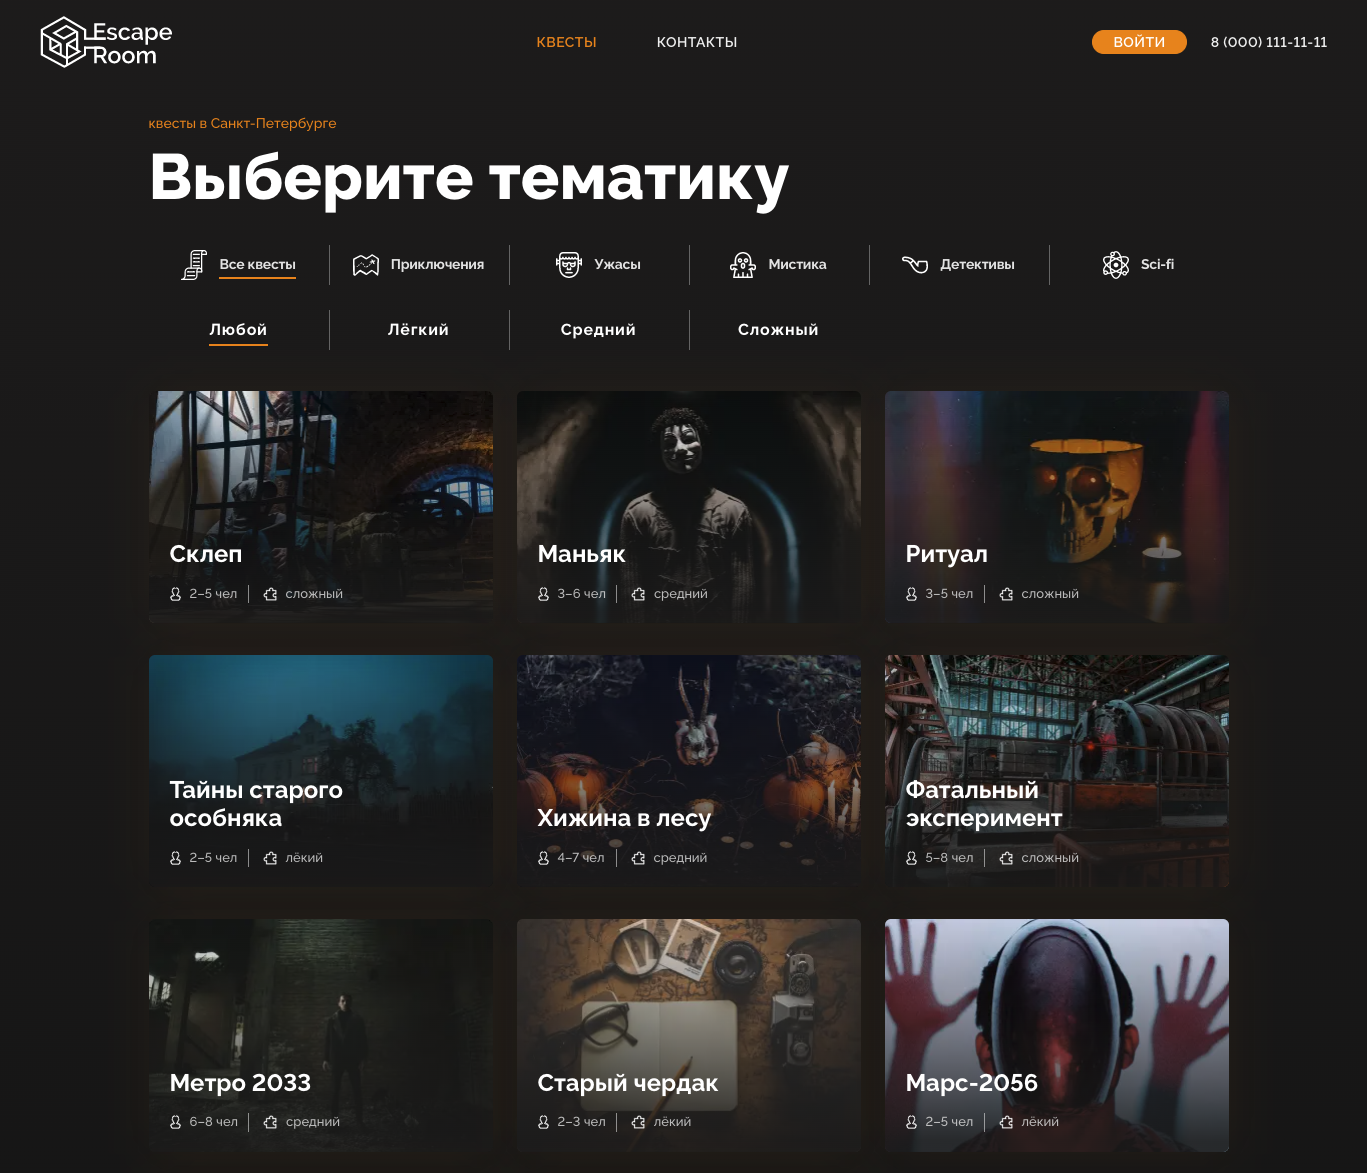 Escape
Room
КВЕСТЫ
КОНТАКТЫ
ВОЙТИ
8 (000) 111-11-11
квесты в Санкт-Петербурге
Выберите тематику
Все квесты
Приключения
Ужасы
Мистика
Детективы
Sci-fi
Любой
Лёгкий
Средний
Сложный
Склеп
2–5 чел
сложный
Маньяк
3–6 чел
средний
Ритуал
3–5 чел
сложный
Тайны старого
особняка
2–5 чел
лёкий
Хижина в лесу
4–7 чел
средний
Фатальный
эксперимент
5–8 чел
сложный
Метро 2033
6–8 чел
средний
Старый чердак
2–3 чел
лёкий
Марс-2056
2–5 чел
лёкий